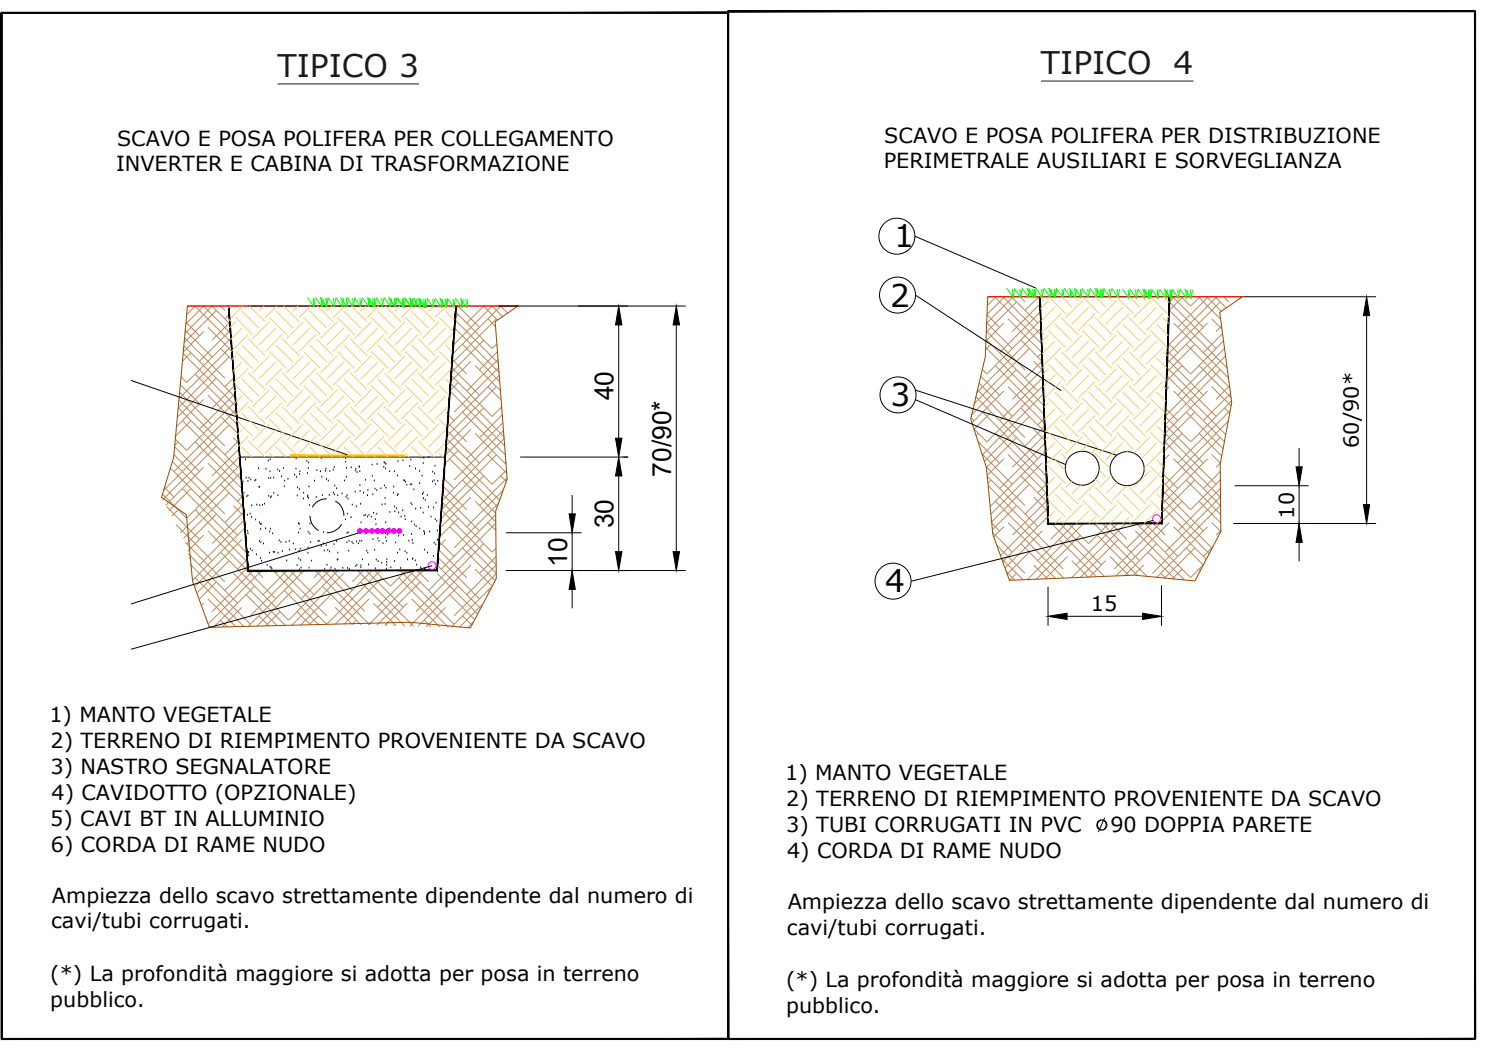 TIPICO 3
SCAVO E POSA POLIFERA PER COLLEGAMENTO
INVERTER E CABINA DI TRASFORMAZIONE
40
70/90*
30
10
1) MANTO VEGETALE
2) TERRENO DI RIEMPIMENTO PROVENIENTE DA SCAVO
3) NASTRO SEGNALATORE
4) CAVIDOTTO (OPZIONALE)
5) CAVI BT IN ALLUMINIO
6) CORDA DI RAME NUDO
Ampiezza dello scavo strettamente dipendente dal numero di
cavi/tubi corrugati.
(*) La profondità maggiore si adotta per posa in terreno
pubblico.
TIPICO 4
SCAVO E POSA POLIFERA PER DISTRIBUZIONE
PERIMETRALE AUSILIARI E SORVEGLIANZA
1
2
3
4
60/90*
10
15
1) MANTO VEGETALE
2) TERRENO DI RIEMPIMENTO PROVENIENTE DA SCAVO
3) TUBI CORRUGATI IN PVC ⌀90 DOPPIA PARETE
4) CORDA DI RAME NUDO
Ampiezza dello scavo strettamente dipendente dal numero di
cavi/tubi corrugati.
(*) La profondità maggiore si adotta per posa in terreno
pubblico.